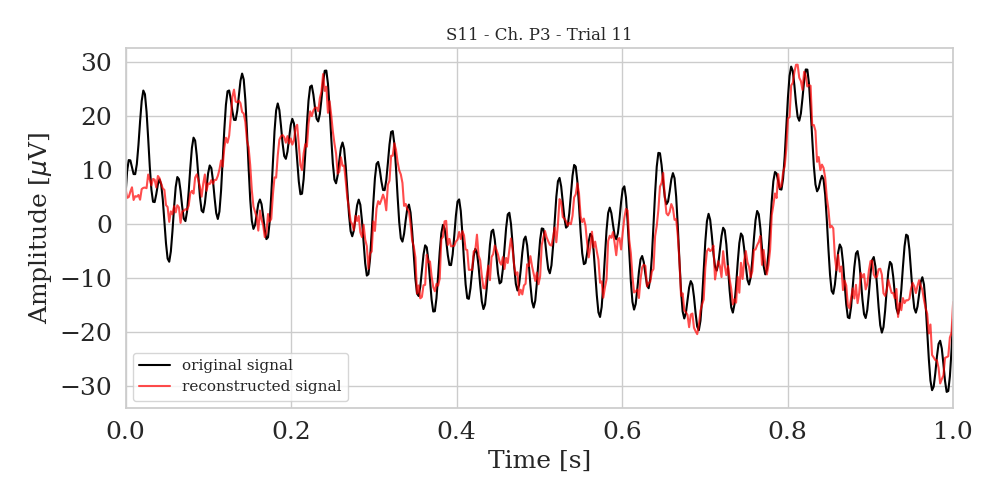 S11 - Ch. P3 - Trial 11
Amplitude [μV]
30
20
10
0
−10
−20
−30
original signal
reconstructed signal
0.0 0.2 0.4 0.6 0.8 1.0
Time [s]